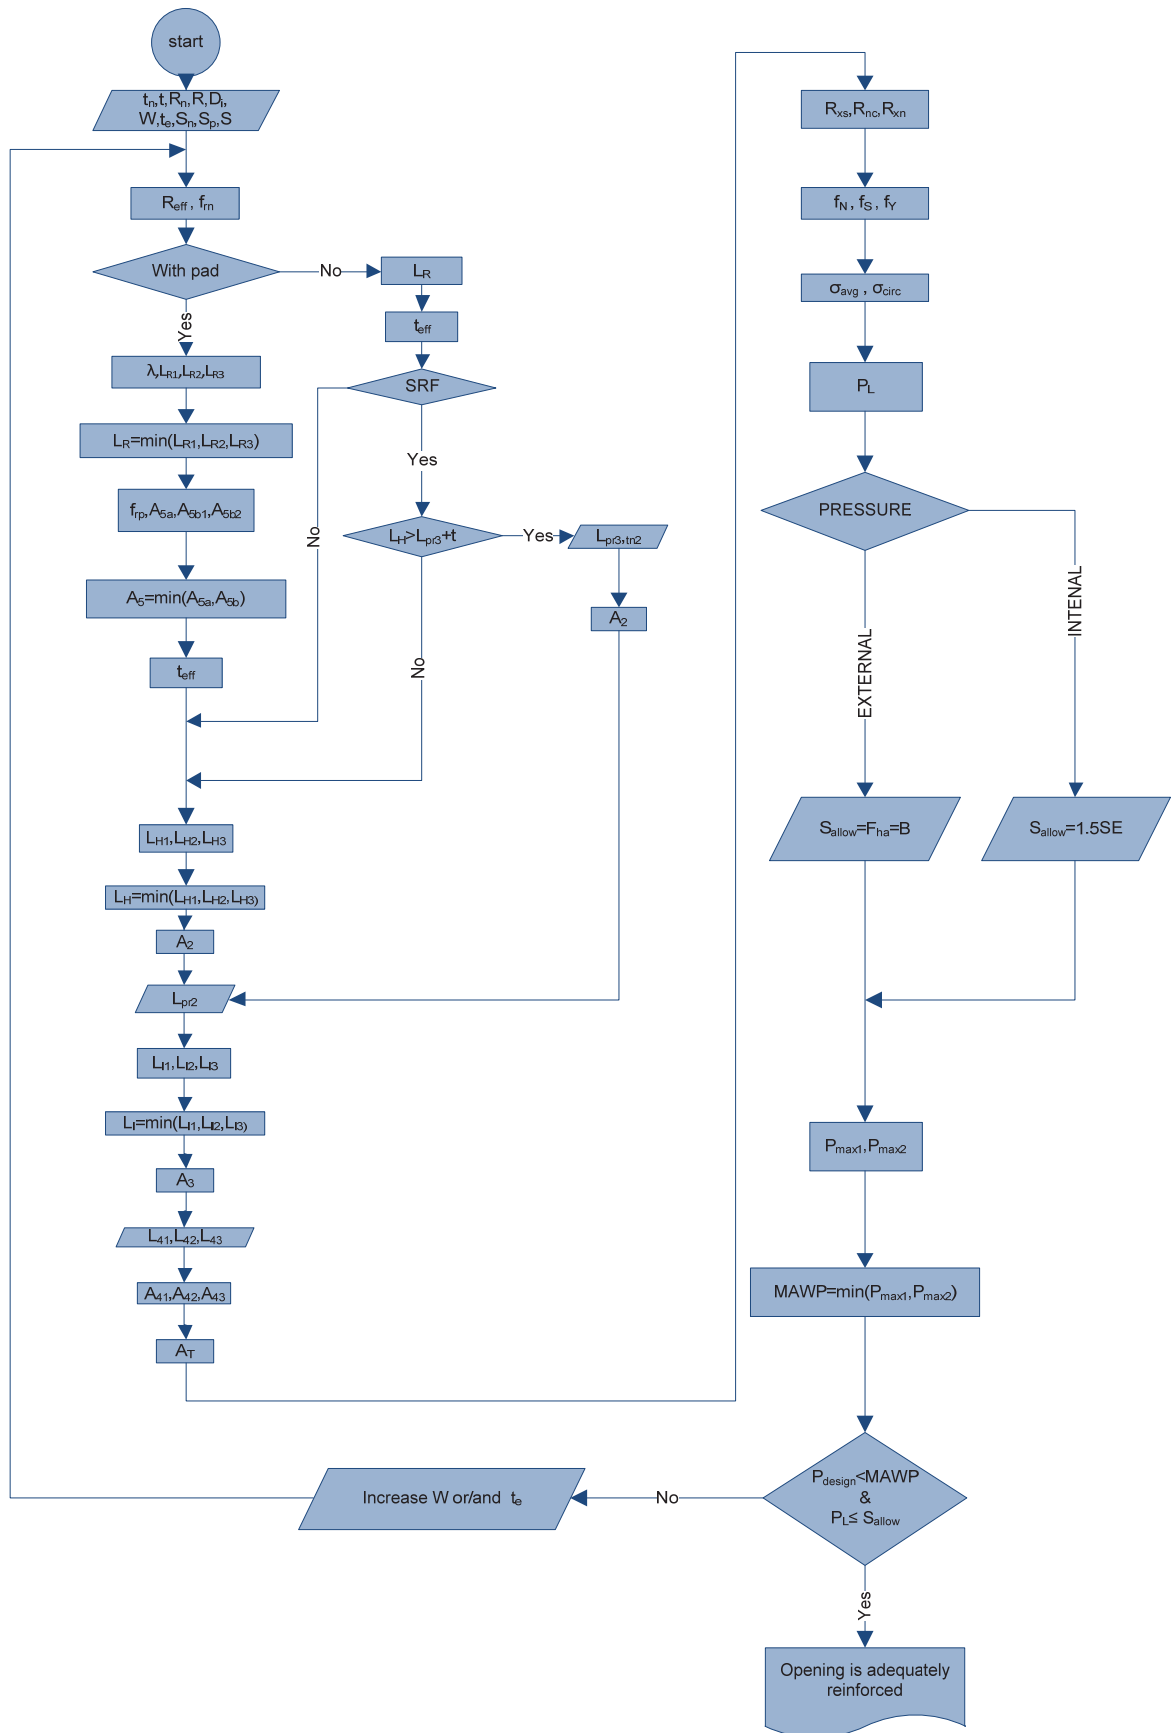 start
tn,t,Rn,R,Di,
W,te,Sn,Sp,S
Reff , frn
With pad
No
Yes
LR
teff
SRF
λ,LR1,LR2,LR3
LR=min(LR1,LR2,LR3)
Yes
No
frp,A5a,A5b1,A5b2
LH>Lpr3+t
Yes
Lpr3,tn2
A5=min(A5a,A5b)
A2
No
teff
LH1,LH2,LH3
LH=min(LH1,LH2,LH3)
A2
Lpr2
LI1,LI2,LI3
LI=min(LI1,LI2,LI3)
A3
L41,L42,L43
A41,A42,A43
AT
Rxs,Rnc,Rxn
fN , fS , fY
σavg , σcirc
PL
PRESSURE
EXTERNAL
INTENAL
Sallow=Fha=B
Sallow=1.5SE
Pmax1,Pmax2
MAWP=min(Pmax1,Pmax2)
Pdesign<MAWP
&
PL≤ Sallow
No
Increase W or/and te
Yes
Opening is adequately
reinforced